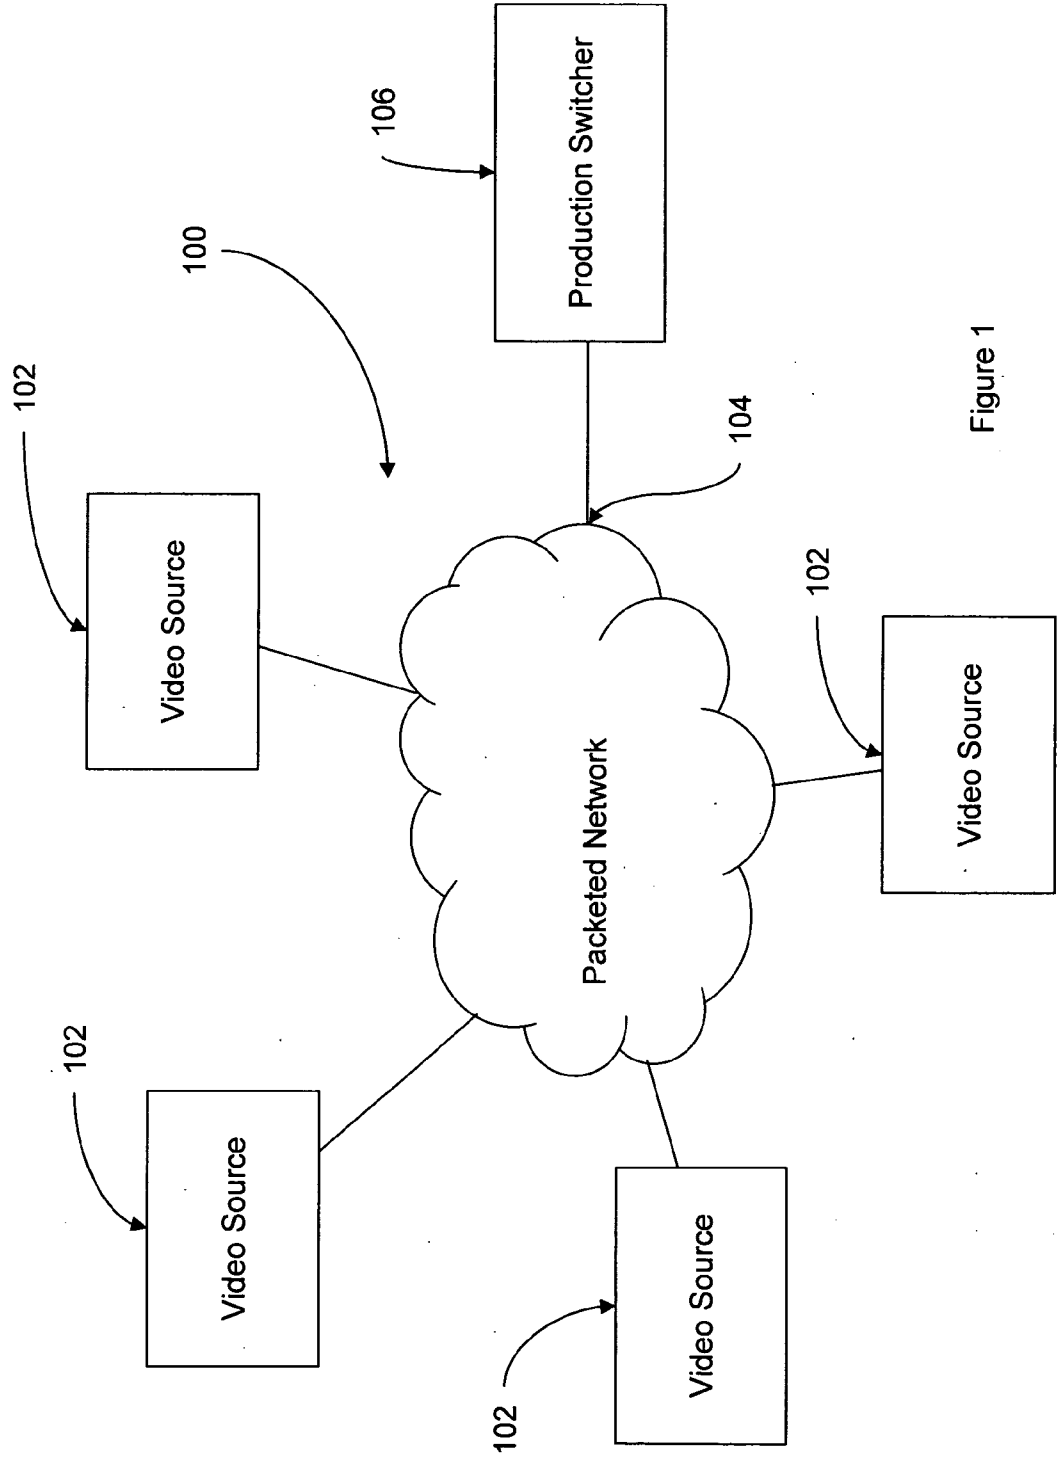 102
Video Source
102
Video Source
100
106
Production Switcher
Packeted Network
104
102
Video Source
102
Video Source
Figure 1